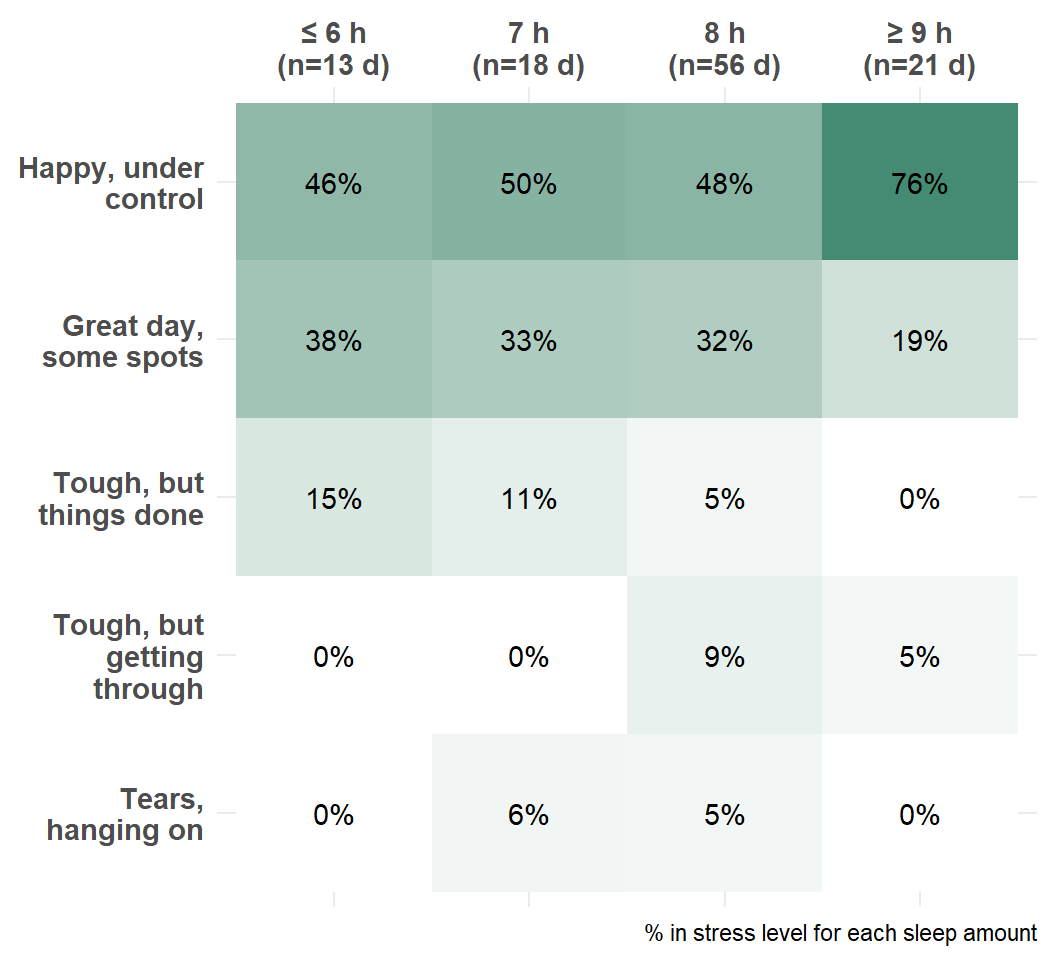 ≤ 6 h 7 h 8 h ≥ 9 h
(n=13 d) (n=18 d) (n=56 d) (n=21 d)
Happy, under
control
46% 50% 48% 76%
Great day,
some spots
38% 33% 32% 19%
Tough, but
things done
15% 11% 5% 0%
Tough, but
getting
through
0% 0% 9% 5%
Tears,
hanging on
0% 6% 5% 0%
% in stress level for each sleep amount